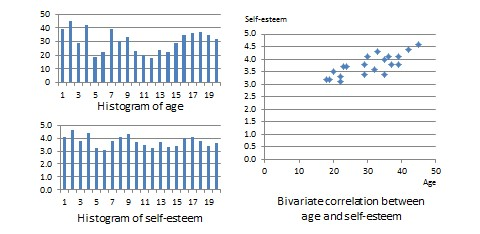 50
40
30
20
10
0
1 3 5 7 9 11 13 15 17 19
Histogram of age
5.0
4.0
3.0
2.0
1.0
0.0
1 3 5 7 9 11 13 15 17 19
Histogram of self-esteem
Self-esteem
5.0
4.5
4.0
3.5
3.0
2.5
2.0
1.5
1.0
0.5
0.0
0 10 20 30 40 50
Age
Bivariate correlation between
age and self-esteem